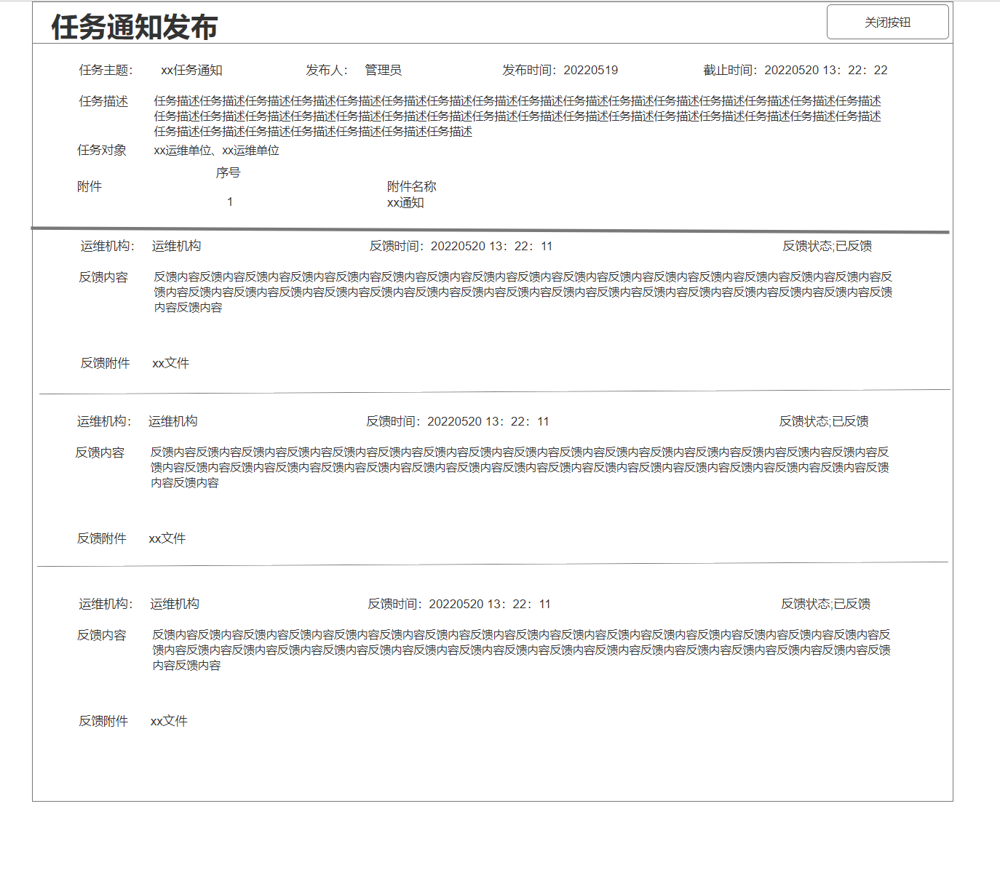 任务通知发布
关闭按钮
任务主题： xx任务通知 发布人： 管理员 发布时间：20220519 截止时间：20220520 13：22：22
任务描述 任务描述任务描述任务描述任务描述任务描述任务描述任务描述任务描述任务描述任务描述任务描述任务描述任务描述任务描述任务描述任务描述
任务描述任务描述任务描述任务描述任务描述任务描述任务描述任务描述任务描述任务描述任务描述任务描述任务描述任务描述任务描述任务描述
任务描述任务描述任务描述任务描述任务描述任务描述任务描述
任务对象 xx运维单位、xx运维单位
序号
附件 附件名称
1 xx通知
运维机构： 运维机构 反馈时间：20220520 13：22：11 反馈状态;已反馈
反馈内容 反馈内容反馈内容反馈内容反馈内容反馈内容反馈内容反馈内容反馈内容反馈内容反馈内容反馈内容反馈内容反馈内容反馈内容反馈内容反馈内容反
馈内容反馈内容反馈内容反馈内容反馈内容反馈内容反馈内容反馈内容反馈内容反馈内容反馈内容反馈内容反馈内容反馈内容反馈内容反馈内容反馈
内容反馈内容
反馈附件 xx文件
运维机构： 运维机构 反馈时间：20220520 13：22：11 反馈状态;已反馈
反馈内容 反馈内容反馈内容反馈内容反馈内容反馈内容反馈内容反馈内容反馈内容反馈内容反馈内容反馈内容反馈内容反馈内容反馈内容反馈内容反馈内容反
馈内容反馈内容反馈内容反馈内容反馈内容反馈内容反馈内容反馈内容反馈内容反馈内容反馈内容反馈内容反馈内容反馈内容反馈内容反馈内容反馈
内容反馈内容
反馈附件 xx文件
运维机构： 运维机构 反馈时间：20220520 13：22：11 反馈状态;已反馈
反馈内容 反馈内容反馈内容反馈内容反馈内容反馈内容反馈内容反馈内容反馈内容反馈内容反馈内容反馈内容反馈内容反馈内容反馈内容反馈内容反馈内容反
馈内容反馈内容反馈内容反馈内容反馈内容反馈内容反馈内容反馈内容反馈内容反馈内容反馈内容反馈内容反馈内容反馈内容反馈内容反馈内容反馈
内容反馈内容
反馈附件 xx文件